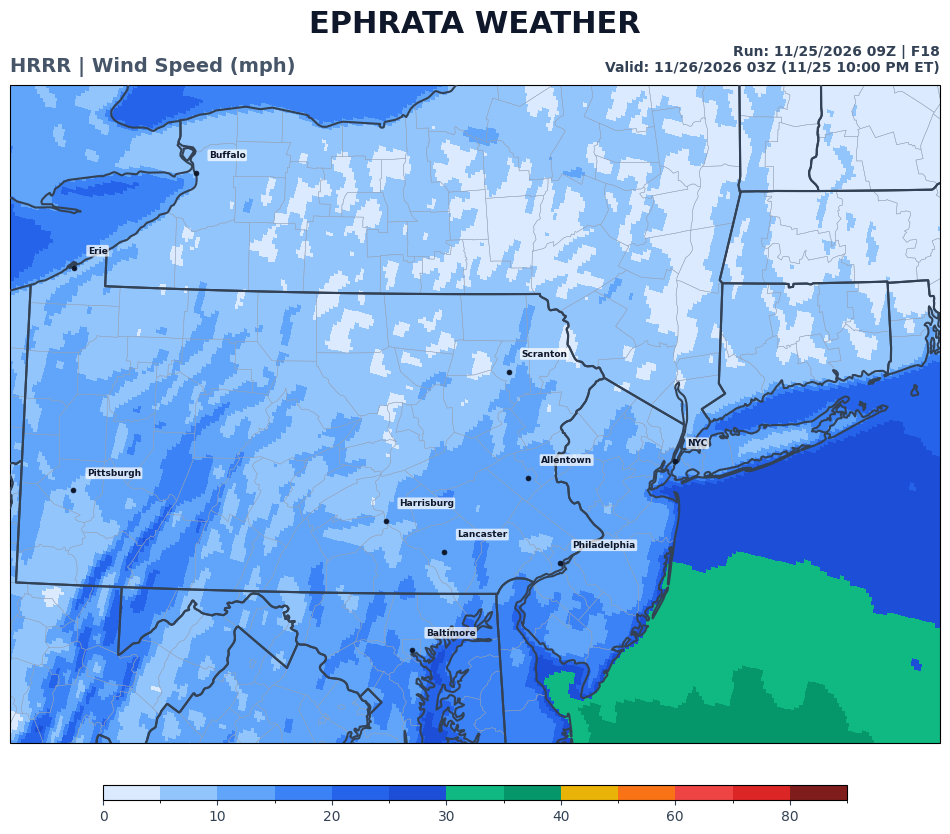 EPHRATA WEATHER
HRRR | Wind Speed (mph)
Run: 11/25/2026 09Z | F18
Valid: 11/26/2026 03Z (11/25 10:00 PM ET)
Buffalo
Erie
Scranton
NYC
Allentown
Pittsburgh
Harrisburg
Lancaster
Philadelphia
Baltimore
0 10 20 30 40 50 60 70 80